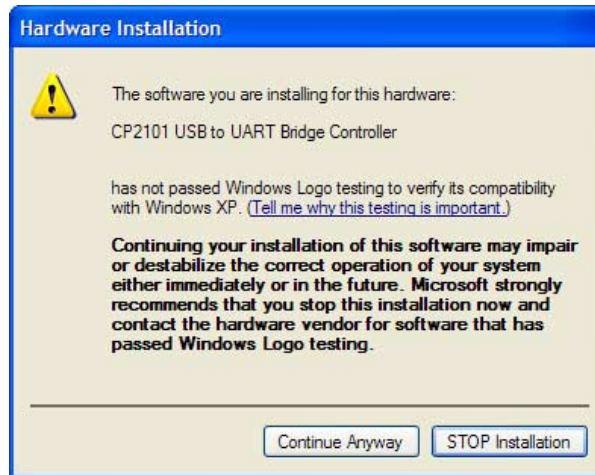 Hardware Installation
The software you are installing for this hardware:
CP2101 USB to UART Bridge Controller
has not passed Windows Logo testing to verify its compatibility
with Windows XP. (Tell me why this testing is important.)
Continuing your installation of this software may impair
or destabilize the correct operation of your system
either immediately or in the future. Microsoft strongly
recommends that you stop this installation now and
contact the hardware vendor for software that has
passed Windows Logo testing.
Continue Anyway
STOP Installation